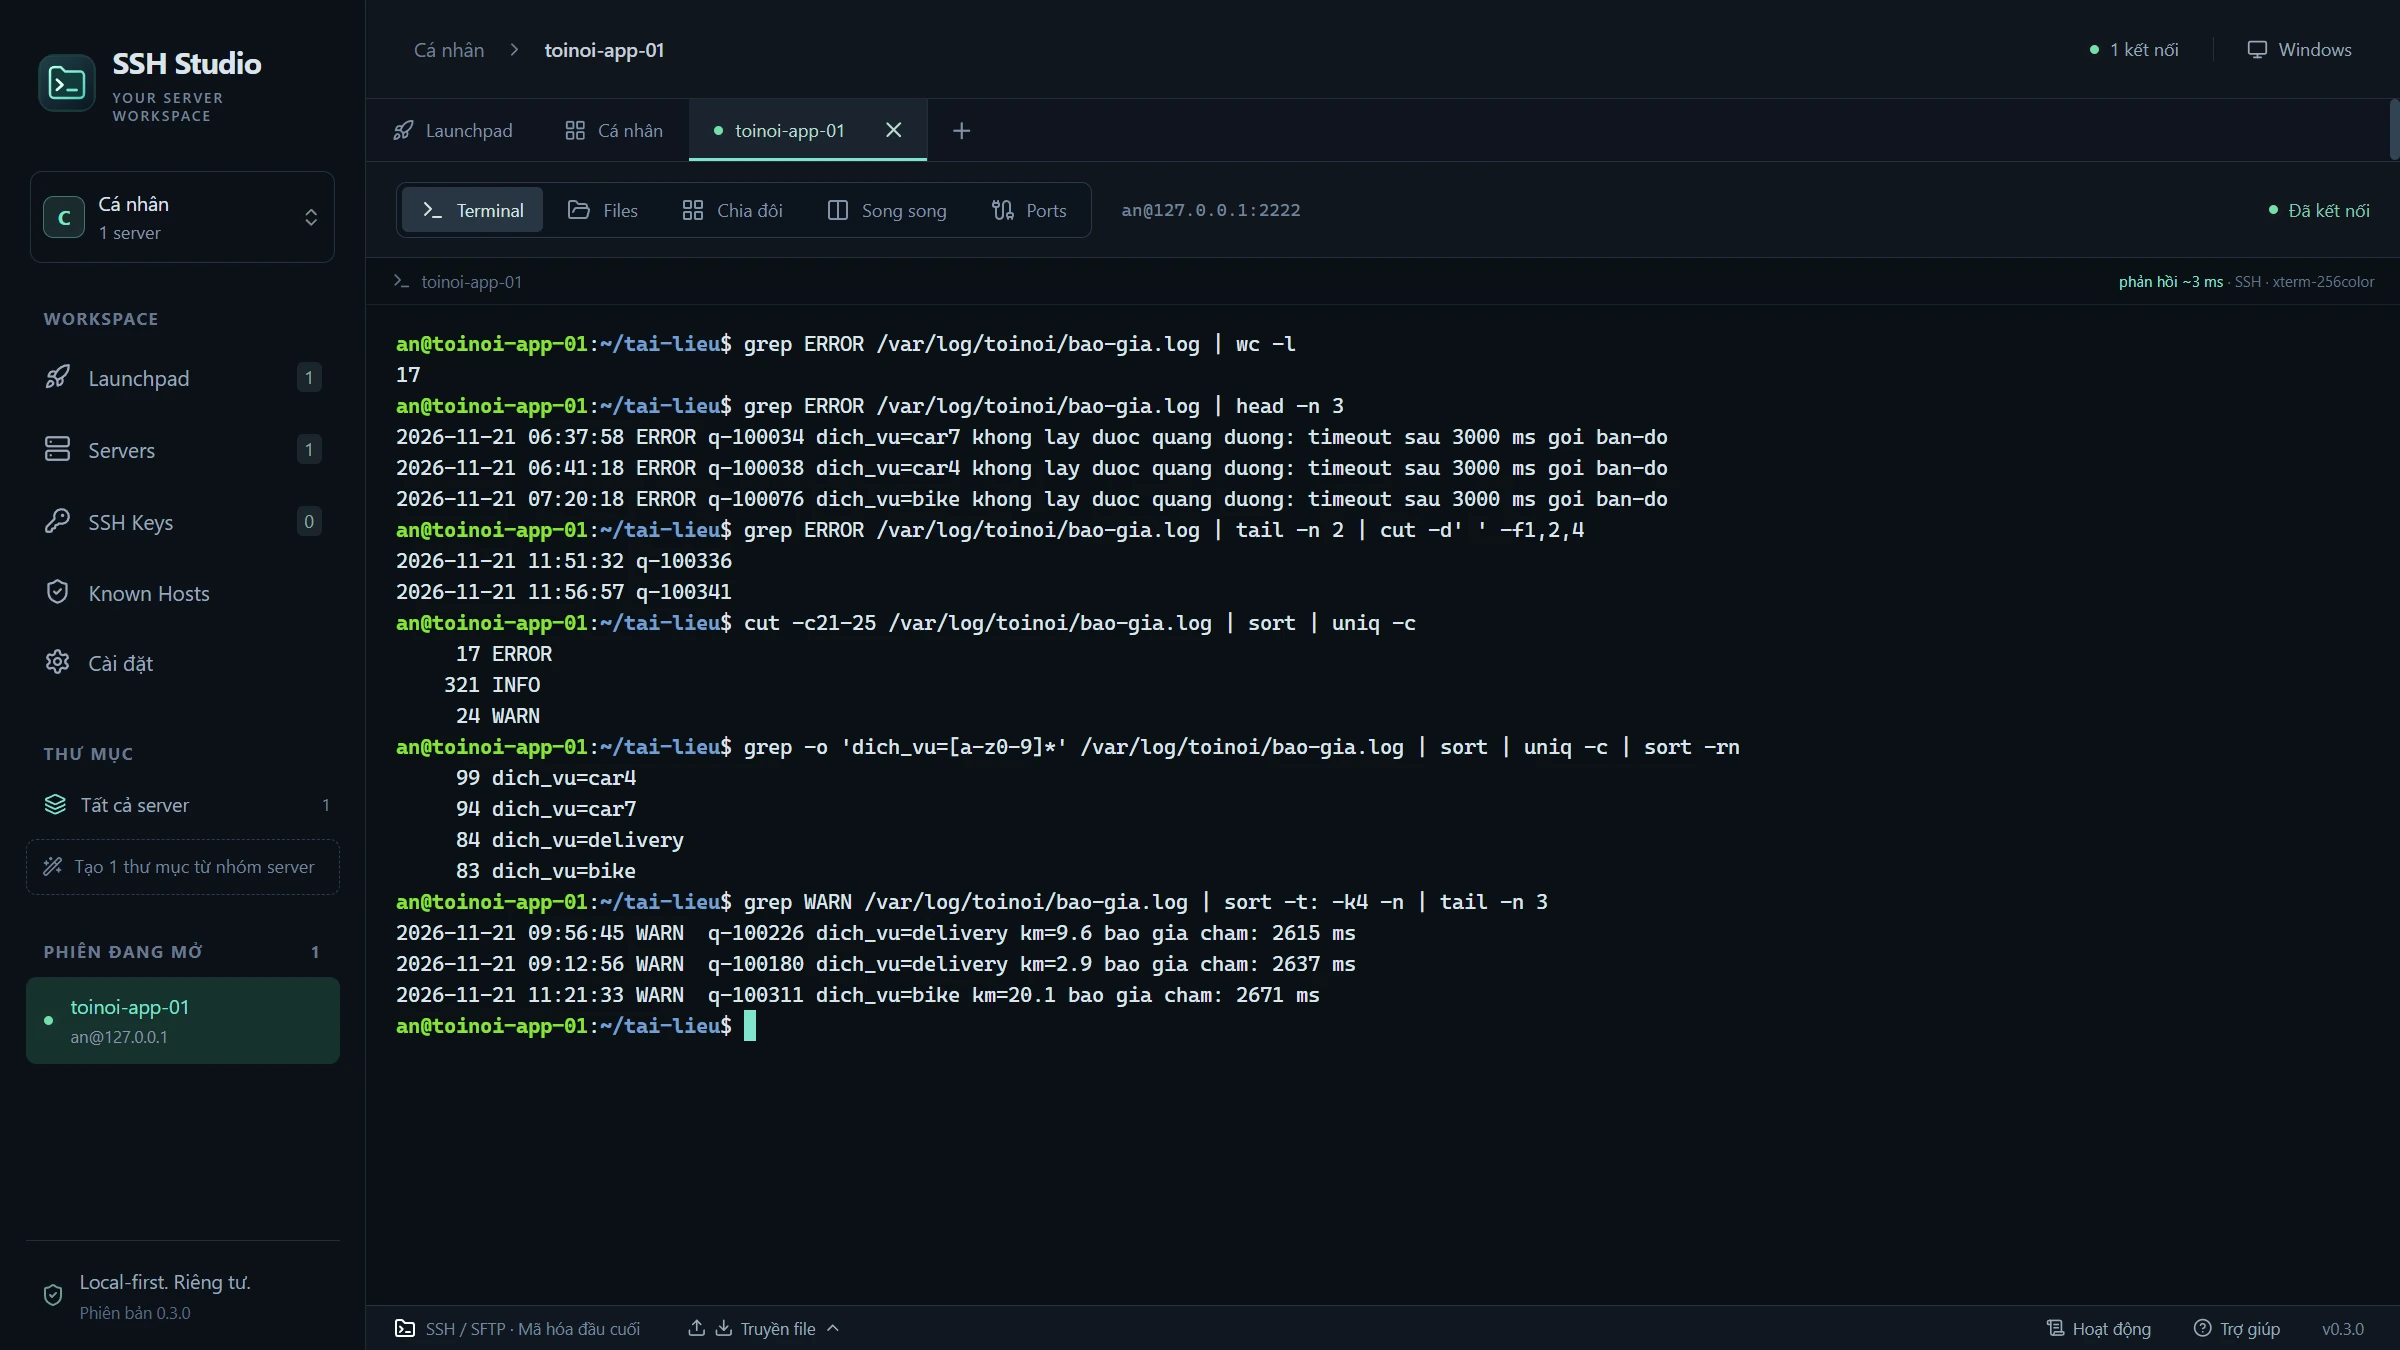 SSH Studio
YOUR SERVER
WORKSPACE
C
Cá nhân
1 server
WORKSPACE
Launchpad 1
Servers 1
SSH Keys 0
Known Hosts
Cài đặt
THƯ MỤC
Tất cả server 1
Tạo 1 thư mục từ nhóm server
PHIÊN ĐANG MỞ 1
toinoi-app-01
an@127.0.0.1
Local-first. Riêng tư.
Phiên bản 0.3.0
Cá nhân > toinoi-app-01
1 kết nối
Windows
Launchpad
Cá nhân
toinoi-app-01
Terminal
Files
Chia đôi
Song song
Ports
an@127.0.0.1:2222
Đã kết nối
toinoi-app-01
phản hồi ~3 ms · SSH · xterm-256color
an@toinoi-app-01:~/tai-lieu$ grep ERROR /var/log/toinoi/bao-gia.log | wc -l
17
an@toinoi-app-01:~/tai-lieu$ grep ERROR /var/log/toinoi/bao-gia.log | head -n 3
2026-11-21 06:37:58 ERROR q-100034 dich_vu=car7 khong lay duoc quang duong: timeout sau 3000 ms goi ban-do
2026-11-21 06:41:18 ERROR q-100038 dich_vu=car4 khong lay duoc quang duong: timeout sau 3000 ms goi ban-do
2026-11-21 07:20:18 ERROR q-100076 dich_vu=bike khong lay duoc quang duong: timeout sau 3000 ms goi ban-do
an@toinoi-app-01:~/tai-lieu$ grep ERROR /var/log/toinoi/bao-gia.log | tail -n 2 | cut -d' ' -f1,2,4
2026-11-21 11:51:32 q-100336
2026-11-21 11:56:57 q-100341
an@toinoi-app-01:~/tai-lieu$ cut -c21-25 /var/log/toinoi/bao-gia.log | sort | uniq -c
17 ERROR
321 INFO
24 WARN
an@toinoi-app-01:~/tai-lieu$ grep -o 'dich_vu=[a-z0-9]*' /var/log/toinoi/bao-gia.log | sort | uniq -c | sort -rn
99 dich_vu=car4
94 dich_vu=car7
84 dich_vu=delivery
83 dich_vu=bike
an@toinoi-app-01:~/tai-lieu$ grep WARN /var/log/toinoi/bao-gia.log | sort -t: -k4 -n | tail -n 3
2026-11-21 09:56:45 WARN  q-100226 dich_vu=delivery km=9.6 bao gia cham: 2615 ms
2026-11-21 09:12:56 WARN  q-100180 dich_vu=delivery km=2.9 bao gia cham: 2637 ms
2026-11-21 11:21:33 WARN  q-100311 dich_vu=bike km=20.1 bao gia cham: 2671 ms
an@toinoi-app-01:~/tai-lieu$
SSH / SFTP · Mã hóa đầu cuối
Truyền file
Hoạt động
Trợ giúp
v0.3.0